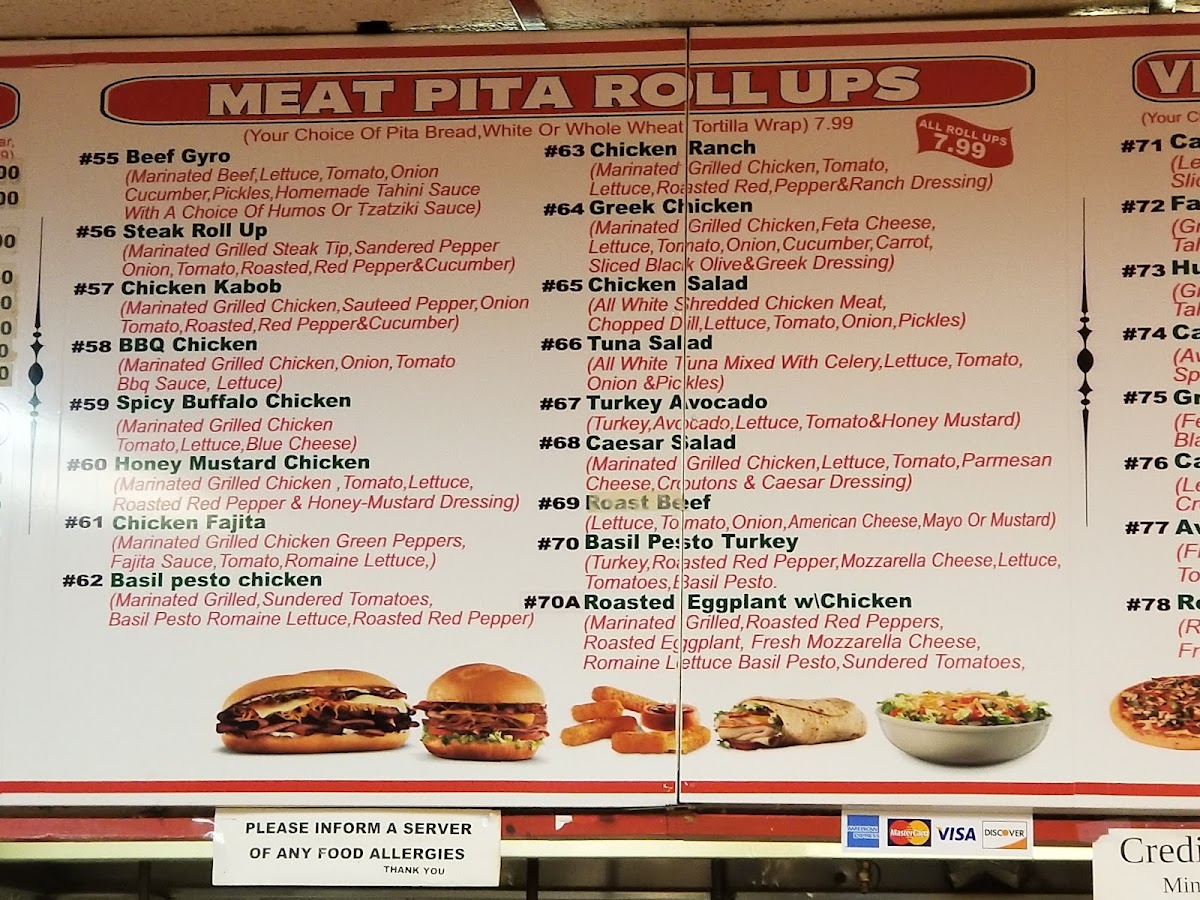 MEAT PITA ROLL UPS
(Your Choice Of Pita Bread,White Or Whole Wheat Tortilla Wrap) 7.99
ALL ROLL UPS
7.99
#55 Beef Gyro
(Marinated Beef,Lettuce,Tomato,Onion
Cucumber,Pickles,Homemade Tahini Sauce
With A Choice Of Humos Or Tzatziki Sauce)
#56 Steak Roll Up
(Marinated Grilled Steak Tip,Sandered Pepper
Onion,Tomato,Roasted,Red Pepper&Cucumber)
#57 Chicken Kabob
(Marinated Grilled Chicken,Sauteed Pepper,Onion
Tomato,Roasted,Red Pepper&Cucumber)
#58 BBQ Chicken
(Marinated Grilled Chicken,Onion,Tomato
Bbq Sauce, Lettuce)
#59 Spicy Buffalo Chicken
(Marinated Grilled Chicken
Tomato,Lettuce,Blue Cheese)
#60 Honey Mustard Chicken
(Marinated Grilled Chicken ,Tomato,Lettuce,
Roasted Red Pepper & Honey-Mustard Dressing)
#61 Chicken Fajita
(Marinated Grilled Chicken Green Peppers,
Fajita Sauce,Tomato,Romaine Lettuce,)
#62 Basil pesto chicken
(Marinated Grilled,Sundered Tomatoes,
Basil Pesto Romaine Lettuce,Roasted Red Pepper)
#63 Chicken Ranch
(Marinated Grilled Chicken,Tomato,
Lettuce,Roasted Red,Pepper&Ranch Dressing)
#64 Greek Chicken
(Marinated Grilled Chicken,Feta Cheese,
Lettuce,Tomato,Onion,Cucumber,Carrot,
Sliced Black Olive&Greek Dressing)
#65 Chicken Salad
(All White Shredded Chicken Meat,
Chopped Dill,Lettuce,Tomato,Onion,Pickles)
#66 Tuna Salad
(All White Tuna Mixed With Celery,Lettuce,Tomato,
Onion &Pickles)
#67 Turkey Avocado
(Turkey,Avocado,Lettuce,Tomato&Honey Mustard)
#68 Caesar Salad
(Marinated Grilled Chicken,Lettuce,Tomato,Parmesan
Cheese,Croutons & Caesar Dressing)
#69 Roast Beef
(Lettuce,Tomato,Onion,American Cheese,Mayo Or Mustard)
#70 Basil Pesto Turkey
(Turkey,Roasted Red Pepper,Mozzarella Cheese,Lettuce,
Tomatoes,Basil Pesto.
#70A Roasted Eggplant w\Chicken
(Marinated Grilled,Roasted Red Peppers,
Roasted Eggplant, Fresh Mozzarella Cheese,
Romaine Lettuce Basil Pesto,Sundered Tomatoes,
#71
#72
#73
#74
#75
#76
#77
#78
PLEASE INFORM A SERVER
OF ANY FOOD ALLERGIES
THANK YOU
AMERICAN EXPRESS
MasterCard
VISA
DISCOVER